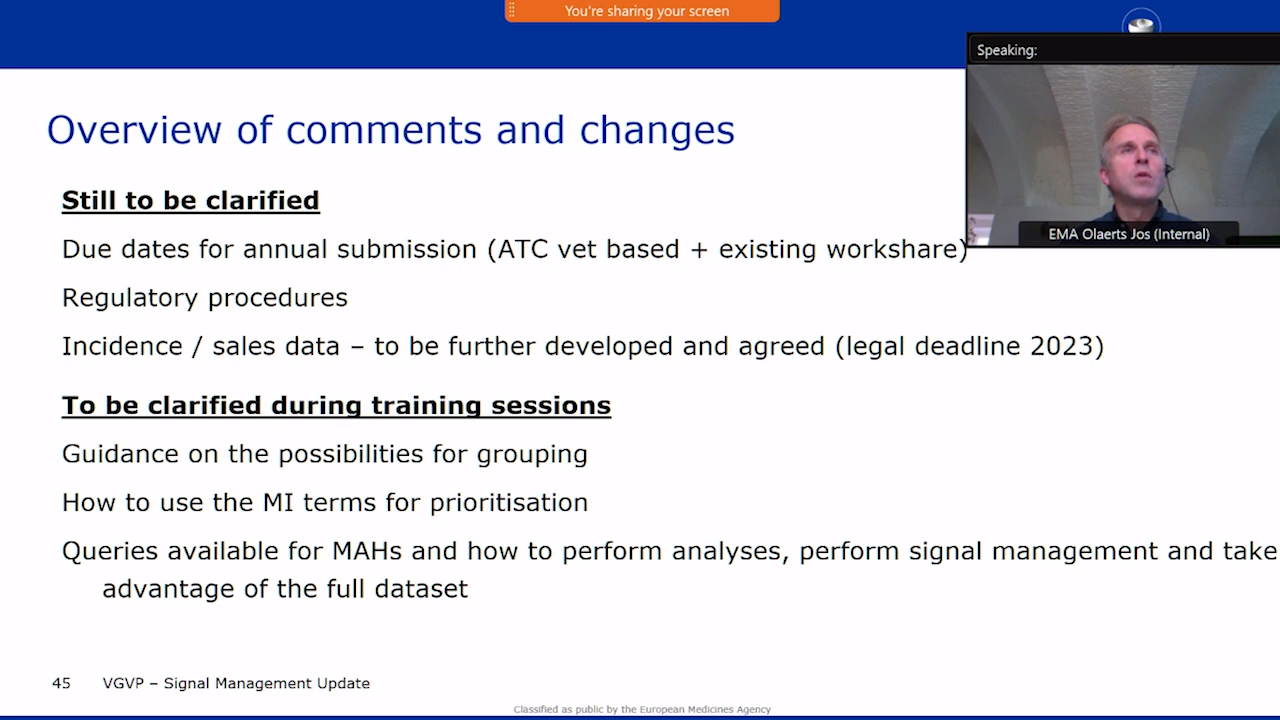 You're sharing your screen
Speaking:
EMA Olaerts Jos (Internal)
Overview of comments and changes
Still to be clarified
Due dates for annual submission (ATC vet based + existing workshare)
Regulatory procedures
Incidence / sales data – to be further developed and agreed (legal deadline 2023)
To be clarified during training sessions
Guidance on the possibilities for grouping
How to use the MI terms for prioritisation
Queries available for MAHs and how to perform analyses, perform signal management and take
advantage of the full dataset
45 VGVP – Signal Management Update
Classified as public by the European Medicines Agency